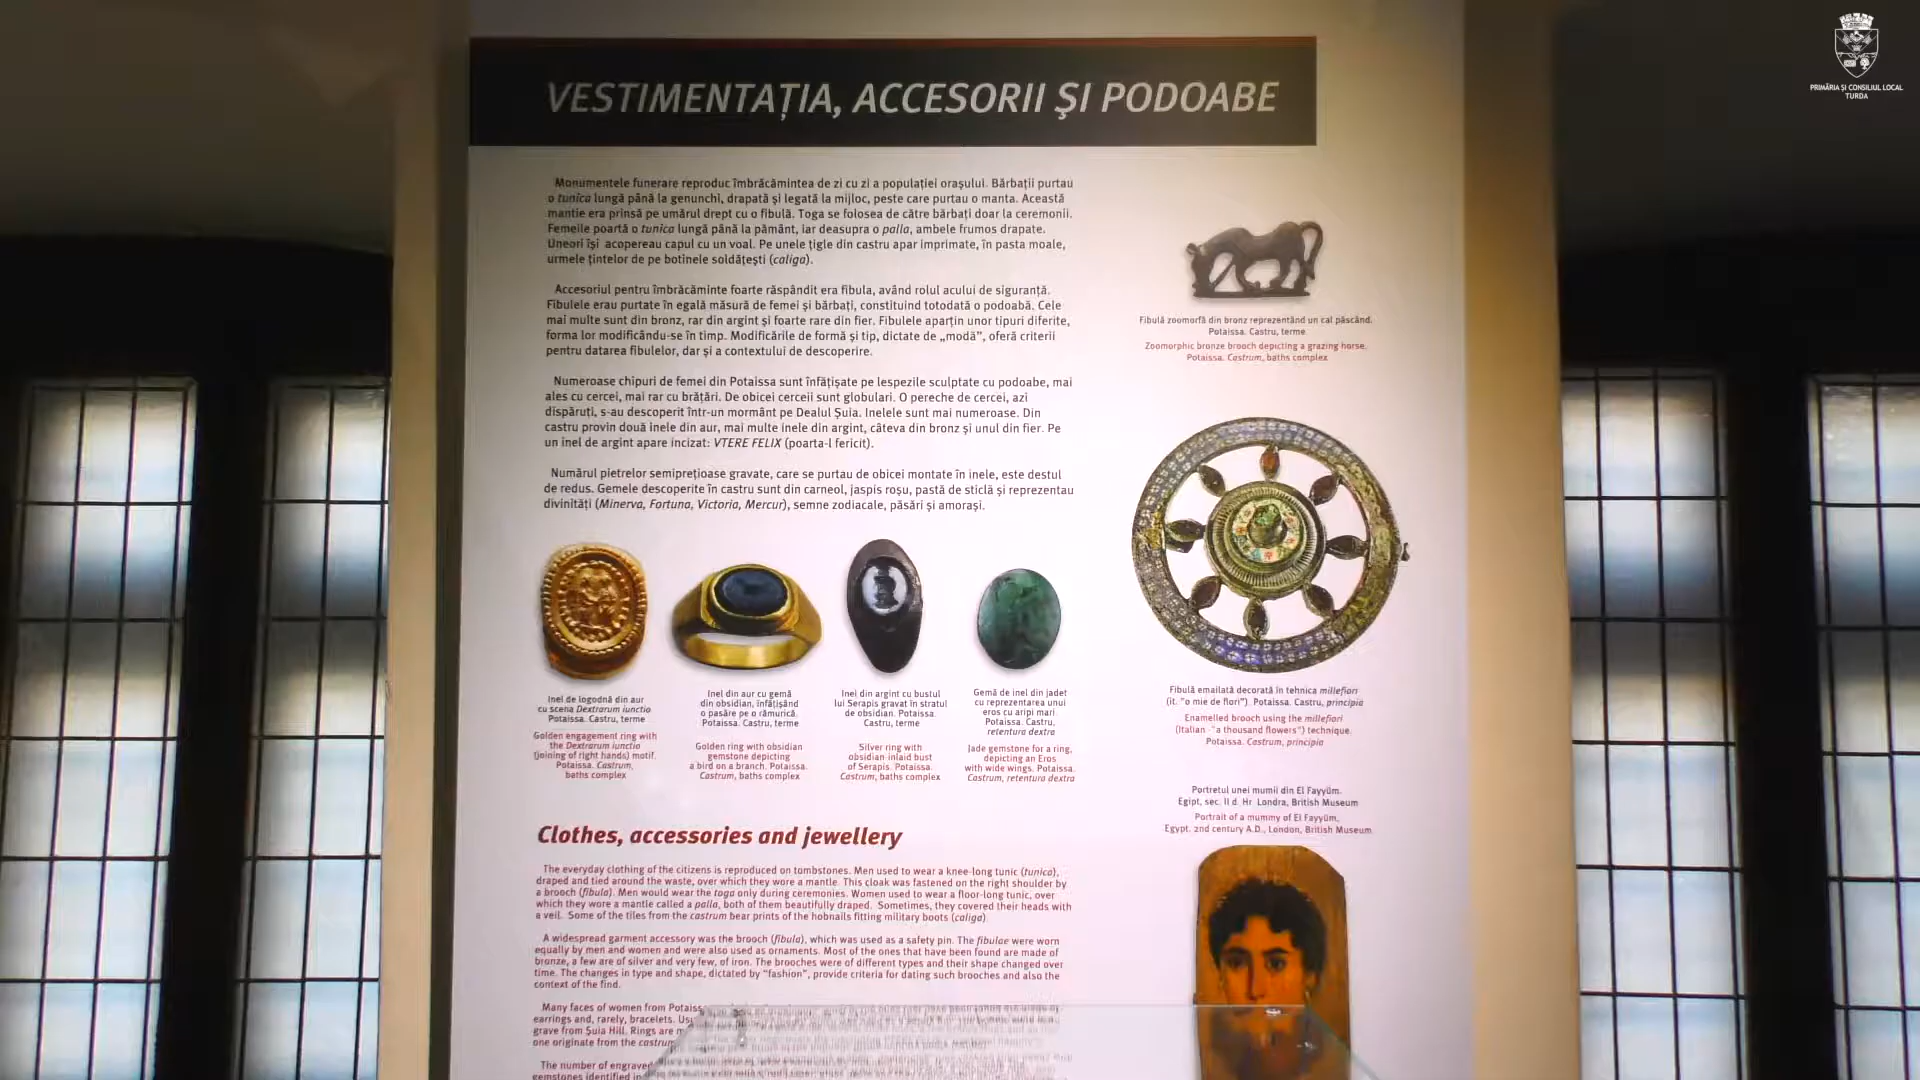 VESTIMENTAȚIA, ACCESORII ŞI PODOABE
PRIMĂRIA ȘI CONSILIUL LOCAL
TURDA
Monumentele funerare reproduc îmbrăcămintea de zi cu zi a populației orașului. Bărbații purtau
o tunica lungă până la genunchi, drapată și legată la mijloc, peste care purtau o manta. Această
mantie era prinsă pe umărul drept cu o fibulă. Toga se folosea de către bărbați doar la ceremonii.
Femeile poartă o tunica lungă până la pământ, iar deasupra o palla, ambele frumos drapate.
Uneori își acopereau capul cu un voal. Pe unele țigle din castru apar imprimate, în pasta moale,
urmele țintelor de pe botinele soldățești (caliga).
Accesoriul pentru îmbrăcăminte foarte răspândit era fibula, având rolul acului de siguranță.
Fibulele erau purtate în egală măsură de femei și bărbați, constituind totodată o podoabă. Cele
mai multe sunt din bronz, rar din argint și foarte rare din fier. Fibulele aparțin unor tipuri diferite,
forma lor modificându-se în timp. Modificările de formă și tip, dictate de „modă”, oferă criterii
pentru datarea fibulelor, dar și a contextului de descoperire.
Numeroase chipuri de femei din Potaissa sunt înfățișate pe lespezile sculptate cu podoabe, mai
ales cu cercei, mai rar cu brățări. De obicei cerceii sunt globulari. O pereche de cercei, azi
dispăruți, s-au descoperit într-un mormânt pe Dealul Șuia. Inelele sunt mai numeroase. Din
castru provin două inele din aur, mai multe inele din argint, câteva din bronz și unul din fier. Pe
un inel de argint apare incizat: VTERE FELIX (poarta-l fericit).
Numărul pietrelor semiprețioase gravate, care se purtau de obicei montate în inele, este destul
de redus. Gemele descoperite în castru sunt din carneol, jaspis roșu, pastă de sticlă și reprezentau
divinități (Minerva, Fortuna, Victoria, Mercur), semne zodiacale, păsări și amorași.
Fibulă zoomorfă din bronz reprezentând un cal păscând.
Potaissa. Castru, terme
Zoomorphic bronze brooch depicting a grazing horse.
Potaissa. Castrum, baths complex
Inel de logodnă din aur
cu scena Dextrarum iunctio
Potaissa. Castru, terme
Golden engagement ring with
the Dextrarum iunctio
(joining of right hands) motif.
Potaissa. Castrum,
baths complex
Inel din aur cu gemă
din obsidian, înfățișând
o pasăre pe o rămurică.
Potaissa. Castru, terme
Golden ring with obsidian
gemstone depicting
a bird on a branch. Potaissa.
Castrum, baths complex
Inel din argint cu bustul
lui Serapis gravat în stratul
de obsidian. Potaissa.
Castru, terme
Silver ring with
obsidian inlaid bust
of Serapis. Potaissa.
Castrum, baths complex
Gemă de inel din jadet
cu reprezentarea unui
eros cu aripi mari
Potaissa. Castru,
retentura dextra
Jade gemstone for a ring,
depicting an Eros
with wide wings. Potaissa.
Castrum, retentura dextra
Fibulă emailată decorată în tehnica millefiori
(it. "o mie de flori"). Potaissa. Castru, principia
Enamelled brooch using the millefiori
(Italian -"a thousand flowers") technique.
Potaissa. Castrum, principia
Portretul unei mumii din El Fayyūm.
Egipt, sec. II d. Hr. Londra, British Museum
Portrait of a mummy of El Fayyūm,
Egypt. 2nd century A.D., London, British Museum
Clothes, accessories and jewellery
The everyday clothing of the citizens is reproduced on tombstones. Men used to wear a knee-long tunic (tunica),
draped and tied around the waste, over which they wore a mantle. This cloak was fastened on the right shoulder by
a brooch (fibula). Men would wear the toga only during ceremonies. Women used to wear a floor-long tunic, over
which they wore a mantle called a palla, both of them beautifully draped. Sometimes, they covered their heads with
a veil. Some of the tiles from the castrum bear prints of the hobnails fitting military boots (caliga)
A widespread garment accessory was the brooch (fibula), which was used as a safety pin. The fibulae were worn
equally by men and women and were also used as ornaments. Most of the ones that have been found are made of
bronze, a few are of silver and very few, of iron. The brooches were of different types and their shape changed over
time. The changes in type and shape, dictated by "fashion", provide criteria for dating such brooches and also the
context of the find.
Many faces of women from Potaissa
earrings and, rarely, bracelets.
grave from Șuia Hill. Rings are
one originate from the castrum
The number of engraved
gemstones identified in